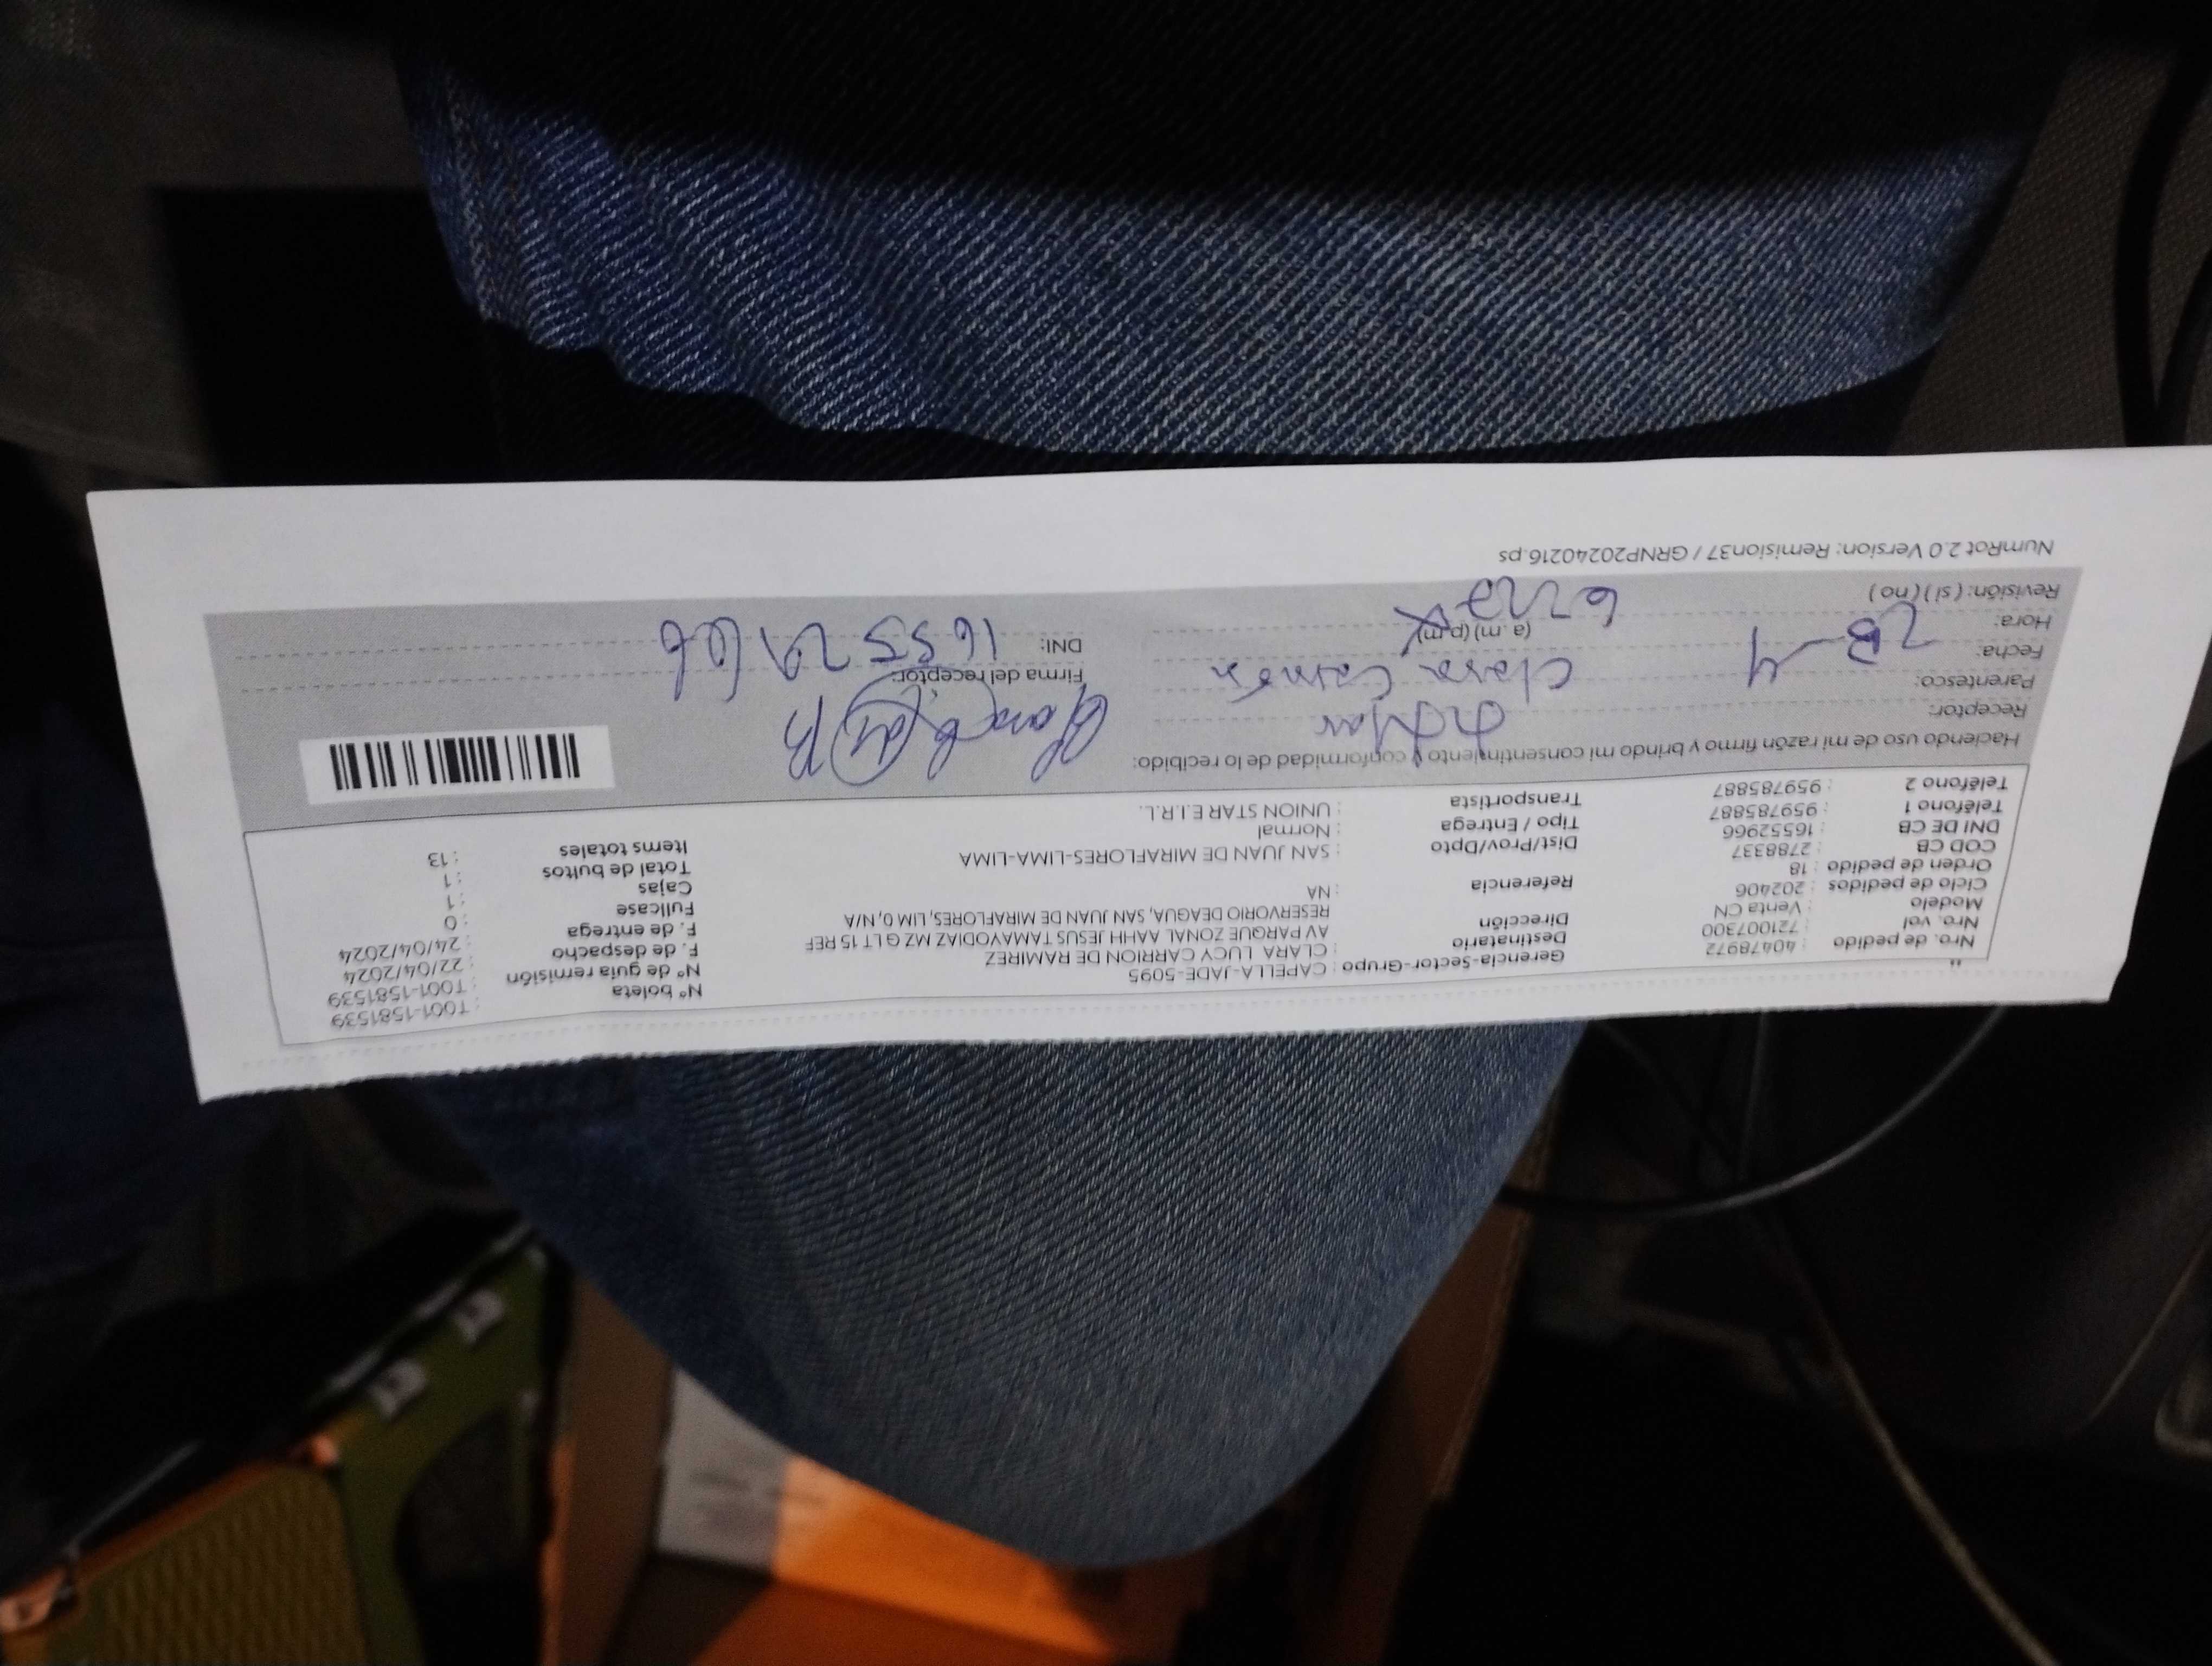 Nro. de pedido : 40478972
Nro. vol : 721007300
Modelo : Venta CN
Ciclo de pedidos : 202406
Orden de pedido : 18
COD CB : 2788337
DNI DE CB : 16552966
Teléfono 1 : 959785887
Teléfono 2 : 959785887
Gerencia-Sector-Grupo : CAPELLA-JADE-5095
Destinatario : CLARA LUCY CARRION DE RAMIREZ
Dirección AV PARQUE ZONAL AAHH JESUS TAMAYODIAZ MZ G LT 15 REF
RESERVORIO DEAGUA, SAN JUAN DE MIRAFLORES, LIM 0, N/A
Referencia : NA
Dist/Prov/Dpto : SAN JUAN DE MIRAFLORES-LIMA-LIMA
Tipo / Entrega : Normal
Transportista : UNION STAR E.I.R.L.
N° boleta : T001-1581539
N° de guía remisión : T001-1581539
F. de despacho : 22/04/2024
F. de entrega : 24/04/2024
Fullcase : 0
Cajas : 1
Total de bultos : 1
Items totales : 13
Haciendo uso de mi razón firmo y brindo mi consentimiento y conformidad de lo recibido:
Receptor:
Parentesco: Clara
Fecha: 23-4
Hora: (a. m) (p.m)
Revisión: ( si ) ( no )
Firma del receptor:
DNI: 16552966
NumRot 2.0 Version: Remision37 / GRNP20240216.ps